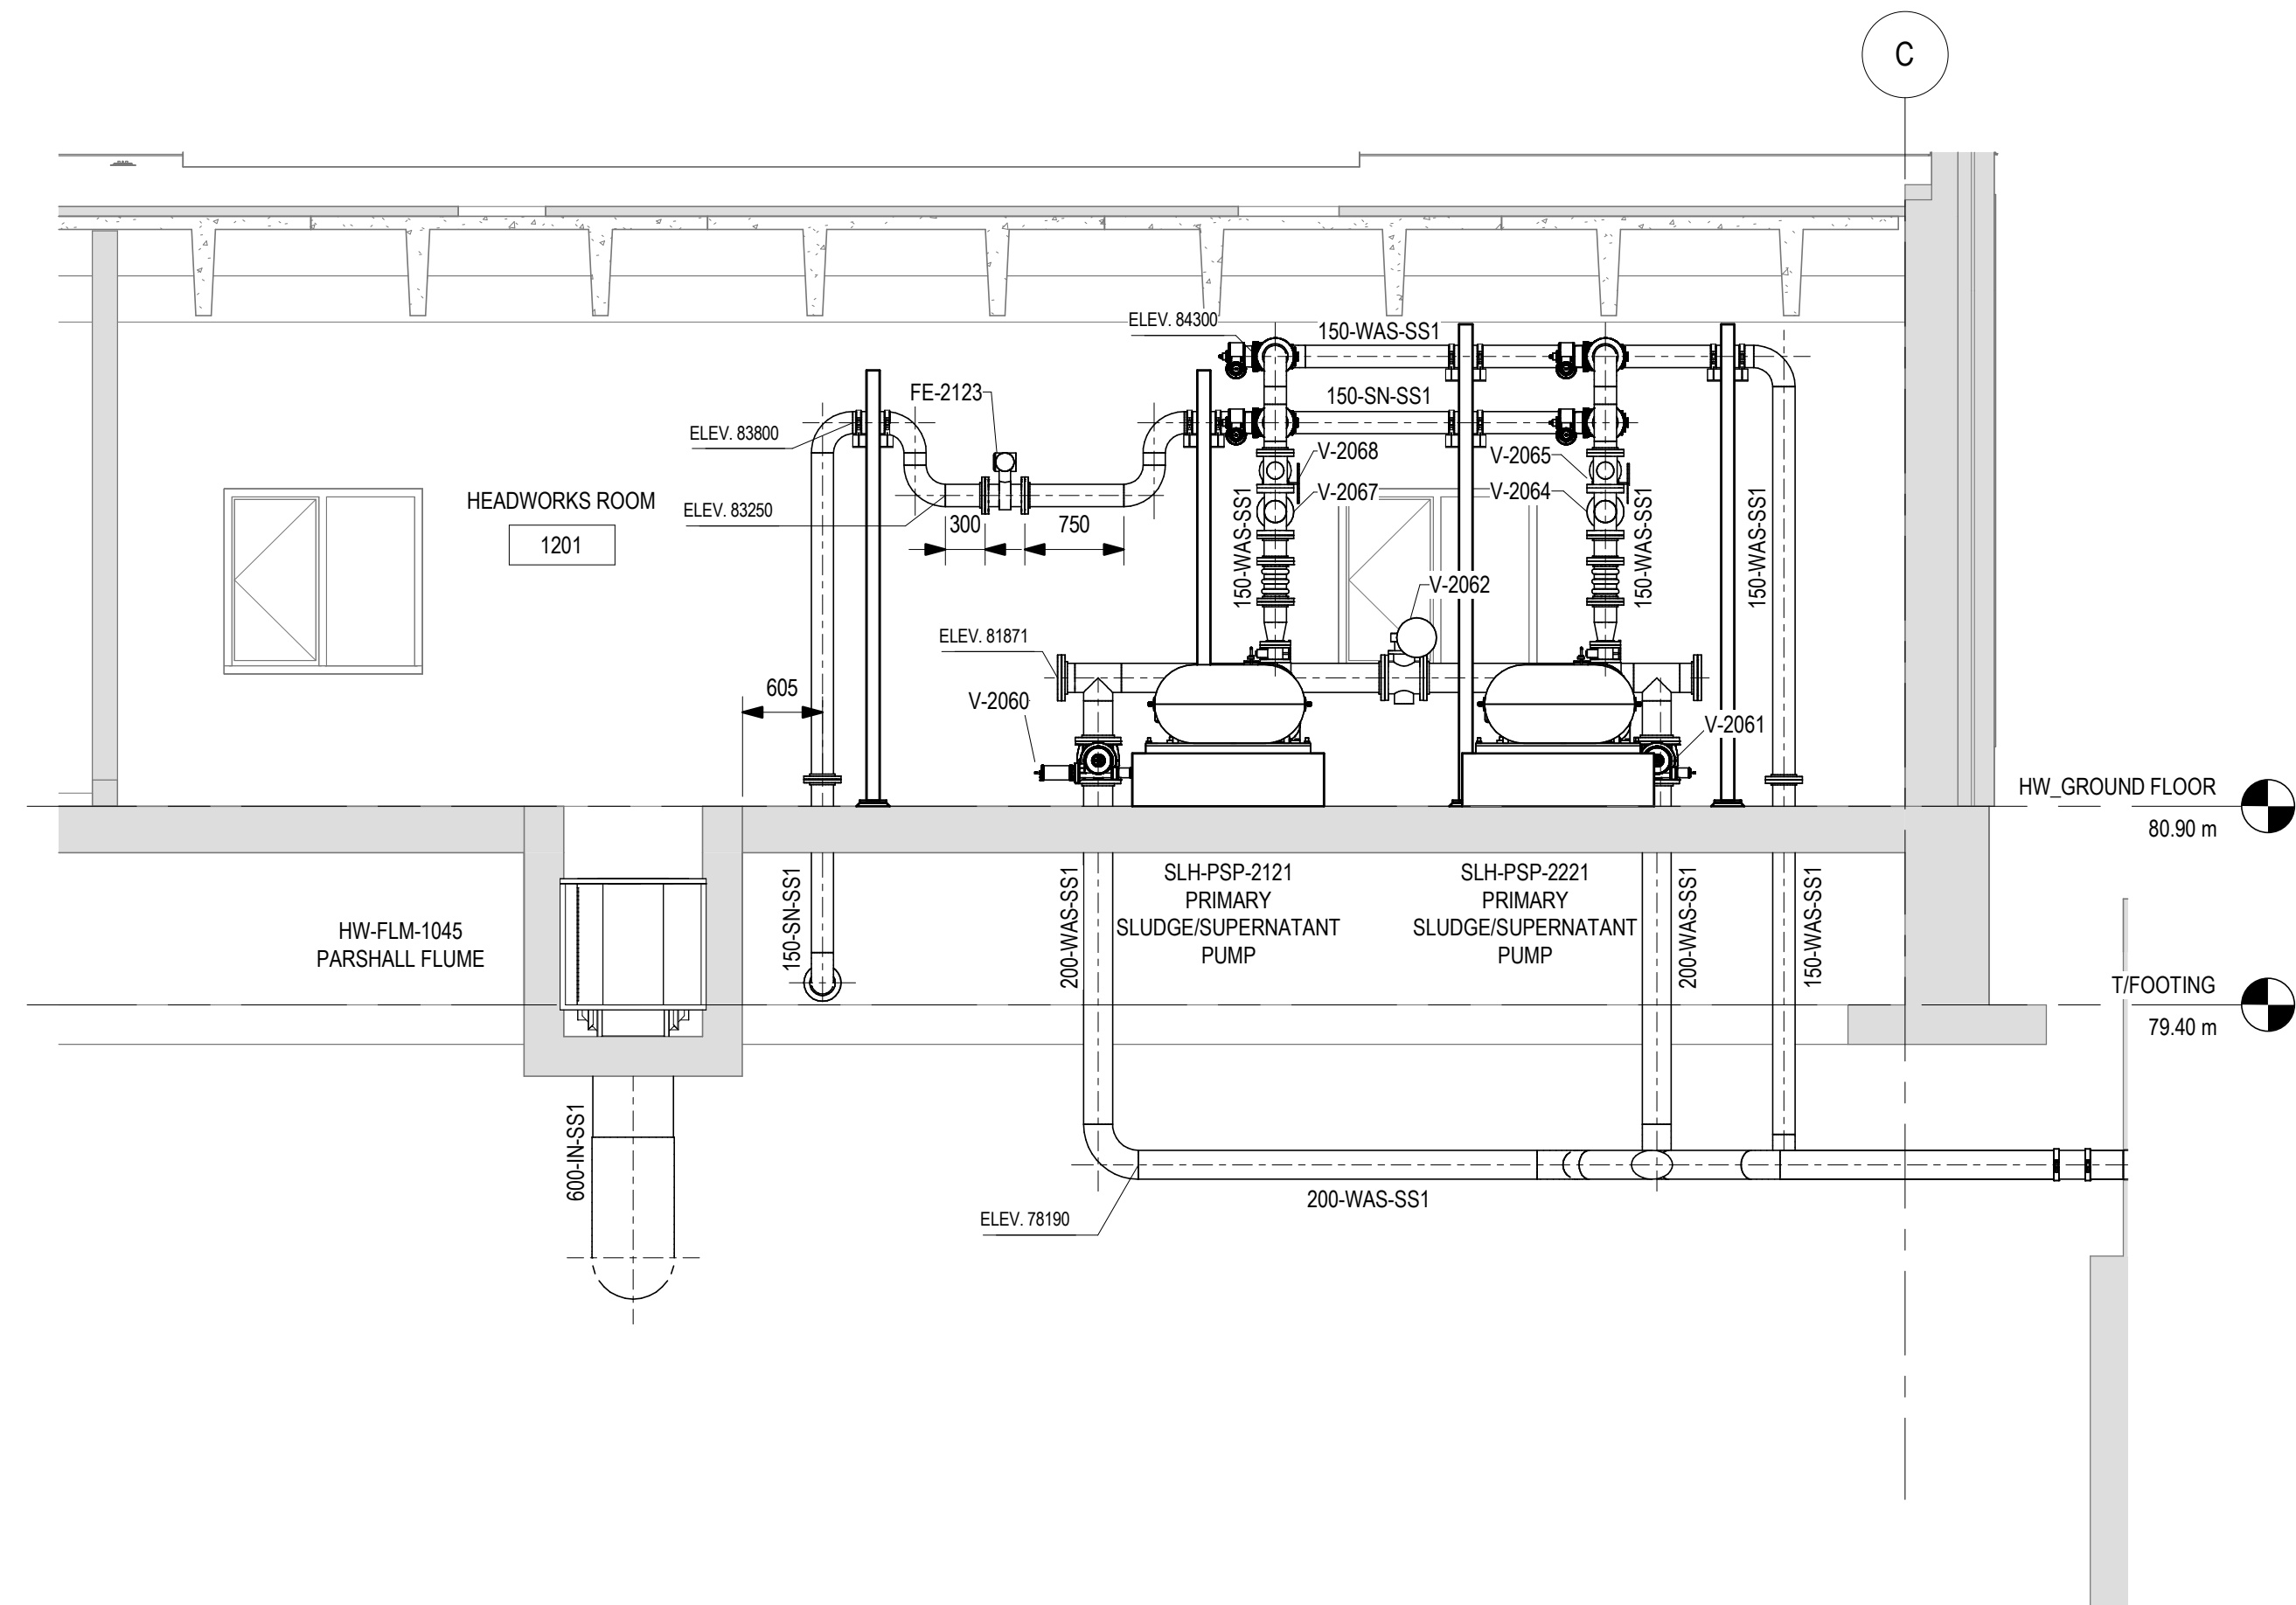 C
ELEV. 84300
150-WAS-SS1
FE-2123
150-SN-SS1
ELEV. 83800
V-2068
V-2065
HEADWORKS ROOM
1201
ELEV. 83250
V-2067
V-2064
300
750
150-WAS-SS1
150-WAS-SS1
150-WAS-SS1
V-2062
ELEV. 81871
605
V-2060
V-2061
HW_GROUND FLOOR
80.90 m
HW-FLM-1045
PARSHALL FLUME
150-SN-SS1
200-WAS-SS1
SLH-PSP-2121
PRIMARY
SLUDGE/SUPERNATANT
PUMP
SLH-PSP-2221
PRIMARY
SLUDGE/SUPERNATANT
PUMP
200-WAS-SS1
150-WAS-SS1
T/FOOTING
79.40 m
600-IN-SS1
200-WAS-SS1
ELEV. 78190